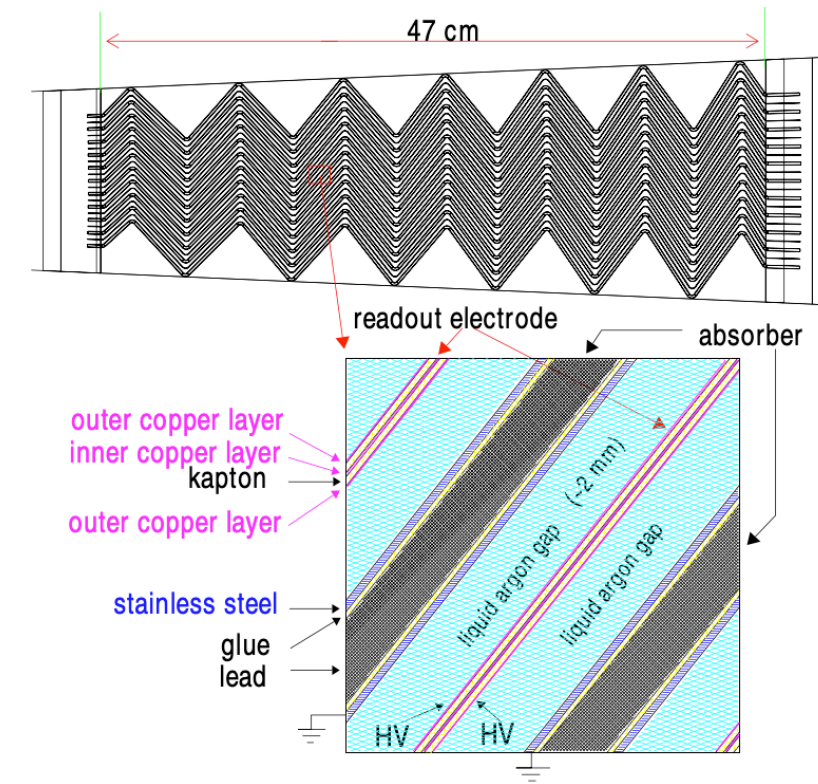 47 cm
readout electrode
absorber
outer copper layer
inner copper layer
kapton
outer copper layer
(~2 mm)
liquid argon gap
liquid argon gap
stainless steel
glue
lead
HV
HV